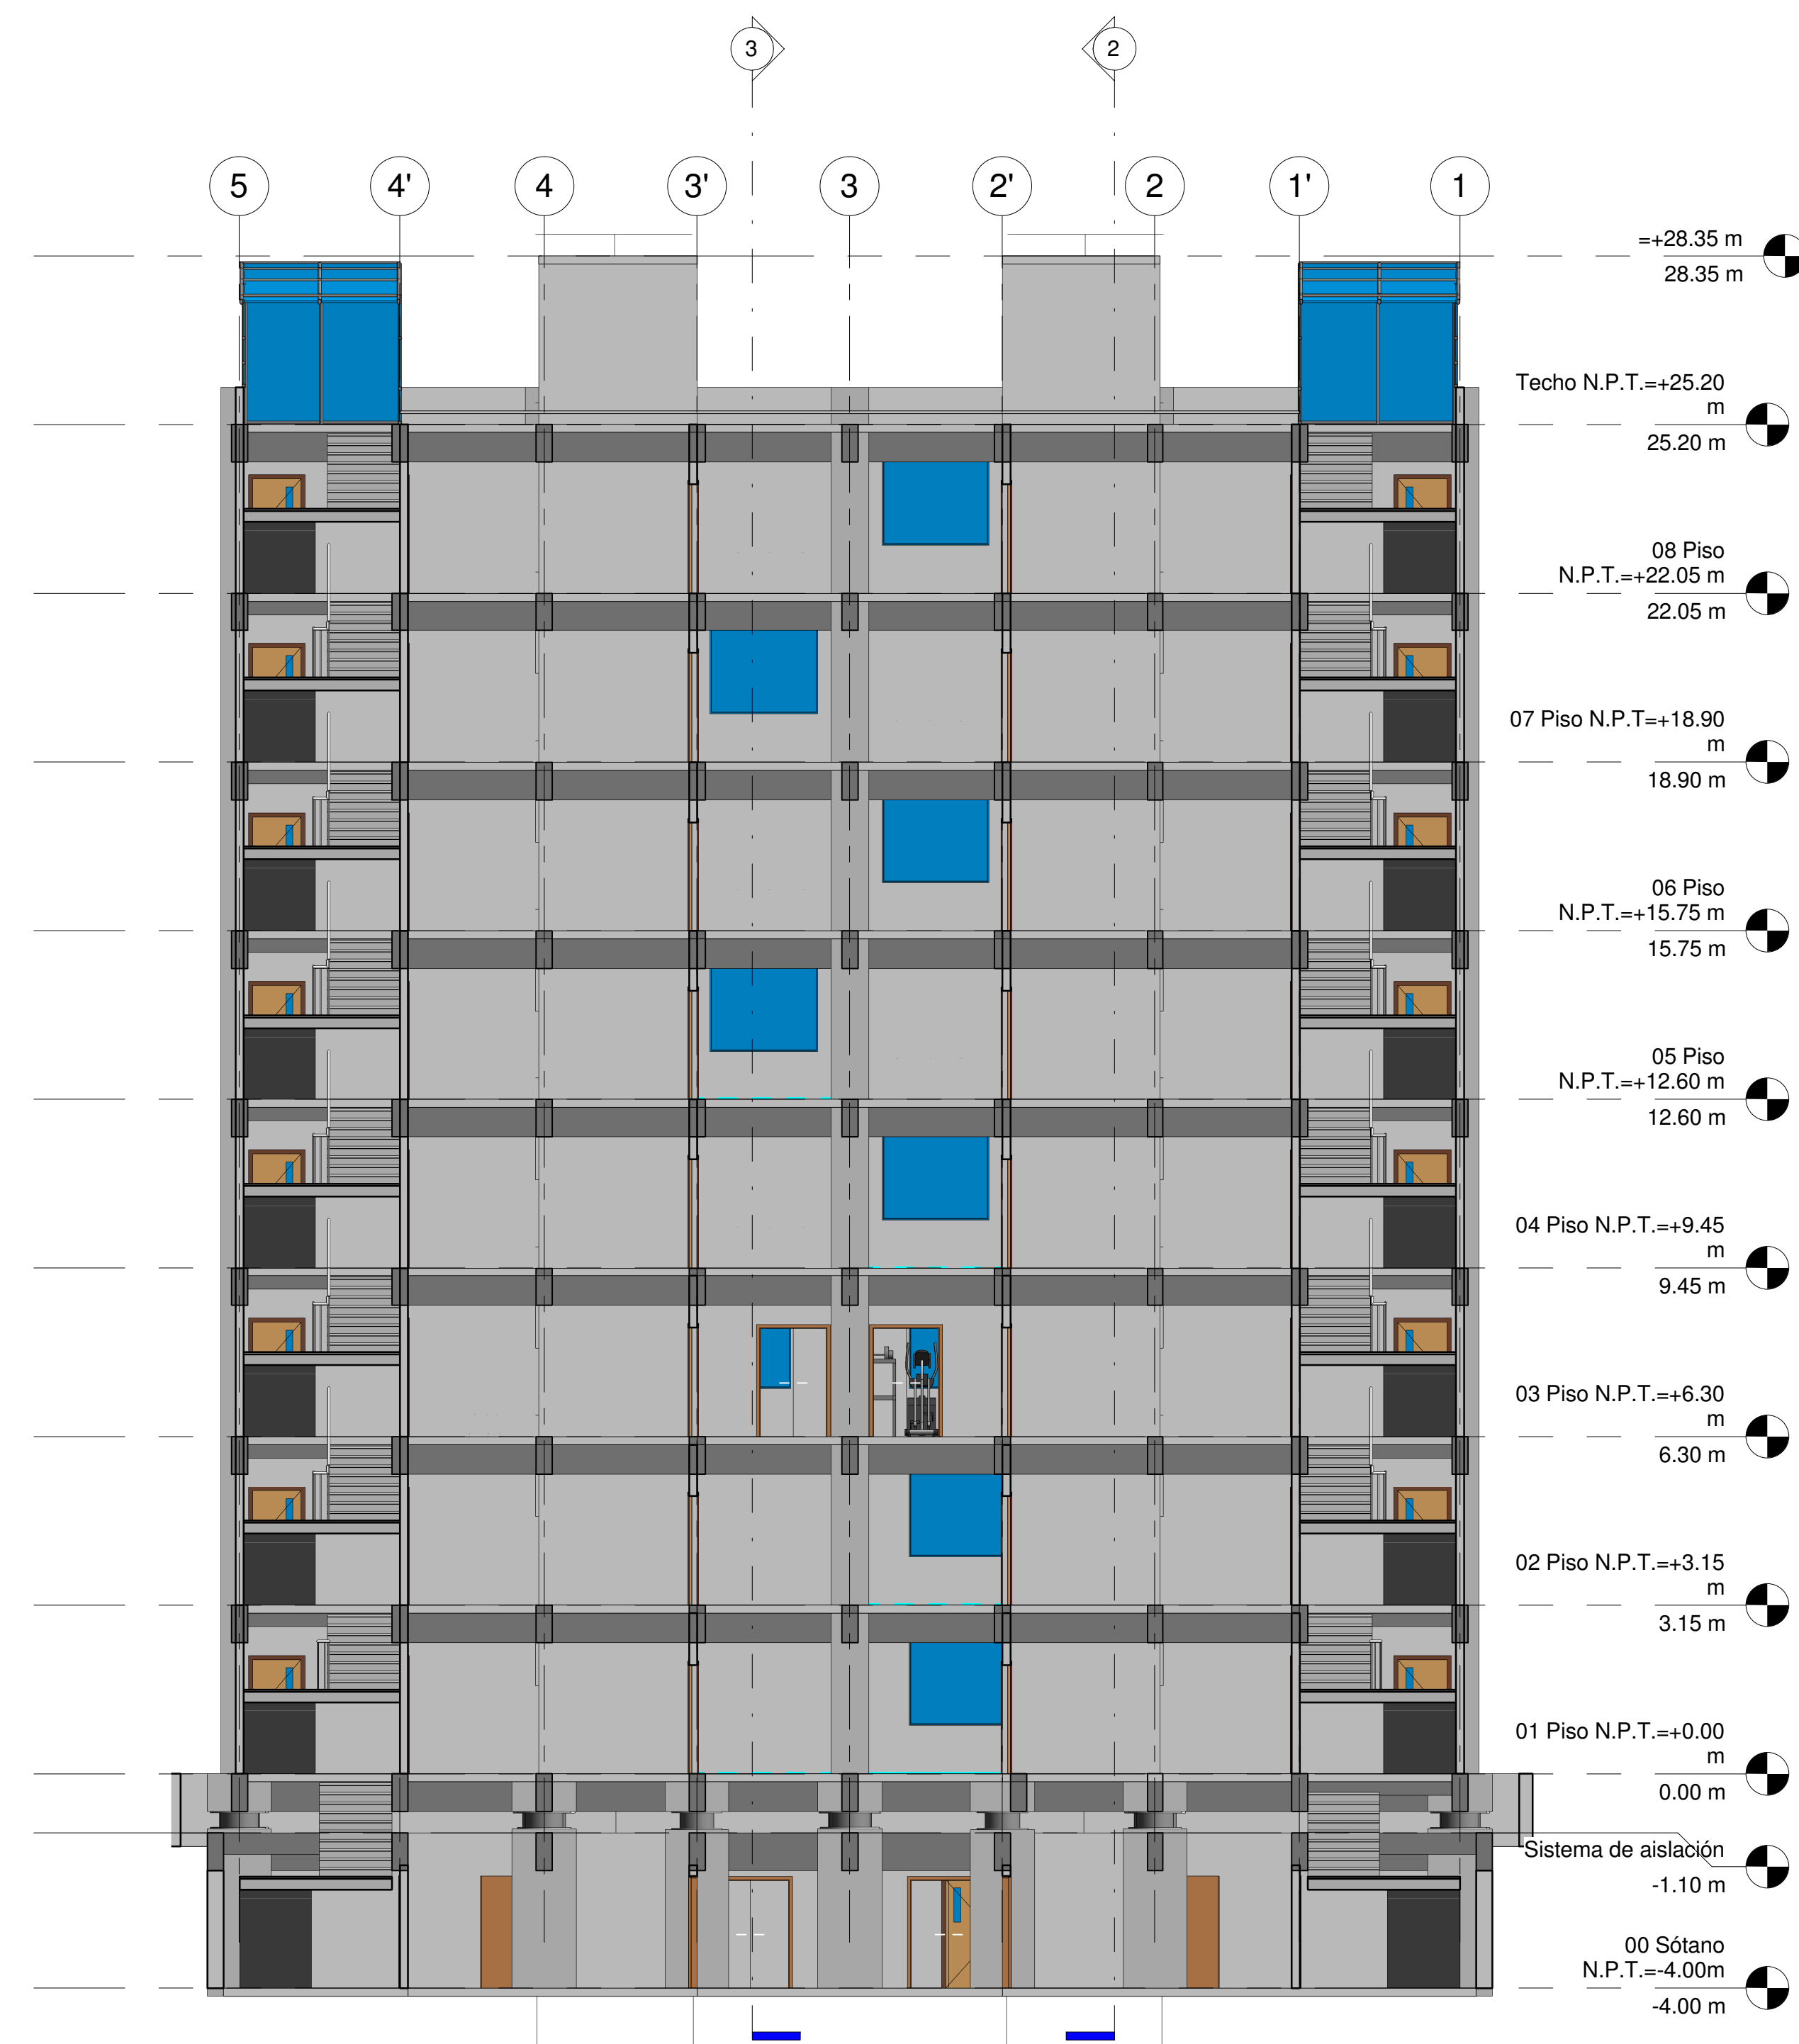 3
2
5
4'
4
3'
3
2'
2
1'
1
=+28.35 m
28.35 m
Techo N.P.T.=+25.20
m
25.20 m
08 Piso
N.P.T.=+22.05 m
22.05 m
07 Piso N.P.T=+18.90
m
18.90 m
06 Piso
N.P.T.=+15.75 m
15.75 m
05 Piso
N.P.T.=+12.60 m
12.60 m
04 Piso N.P.T.=+9.45
m
9.45 m
03 Piso N.P.T.=+6.30
m
6.30 m
02 Piso N.P.T.=+3.15
m
3.15 m
01 Piso N.P.T.=+0.00
m
0.00 m
Sistema de aislación
-1.10 m
00 Sótano
N.P.T.=-4.00m
-4.00 m